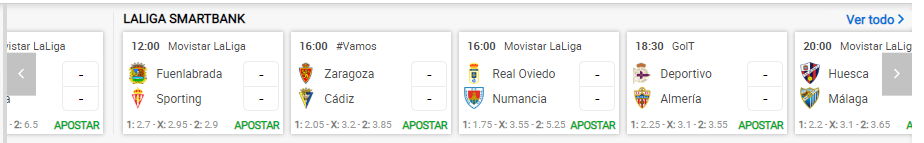 LALIGA SMARTBANK
Ver todo
Movistar LaLiga
-
a -
- 2: 6.5 APOSTAR
12:00 Movistar LaLiga
Fuenlabrada -
Sporting -
1: 2.7 - X: 2.95 - 2: 2.9 APOSTAR
16:00 #Vamos
Zaragoza -
Cádiz -
1: 2.05 - X: 3.2 - 2: 3.85 APOSTAR
16:00 Movistar LaLiga
Real Oviedo -
Numancia -
1: 1.75 - X: 3.55 - 2: 5.25 APOSTAR
18:30 GolT
Deportivo -
Almería -
1: 2.25 - X: 3.1 - 2: 3.55 APOSTAR
20:00 Movistar LaLiga
Huesca
Málaga
1: 2.2 - X: 3.1 - 2: 3.65